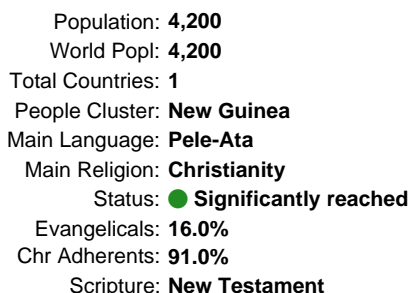 Population: 4,200
World Popl: 4,200
Total Countries: 1
People Cluster: New Guinea
Main Language: Pele-Ata
Main Religion: Christianity
Status: Significantly reached
Evangelicals: 16.0%
Chr Adherents: 91.0%
Scripture: New Testament